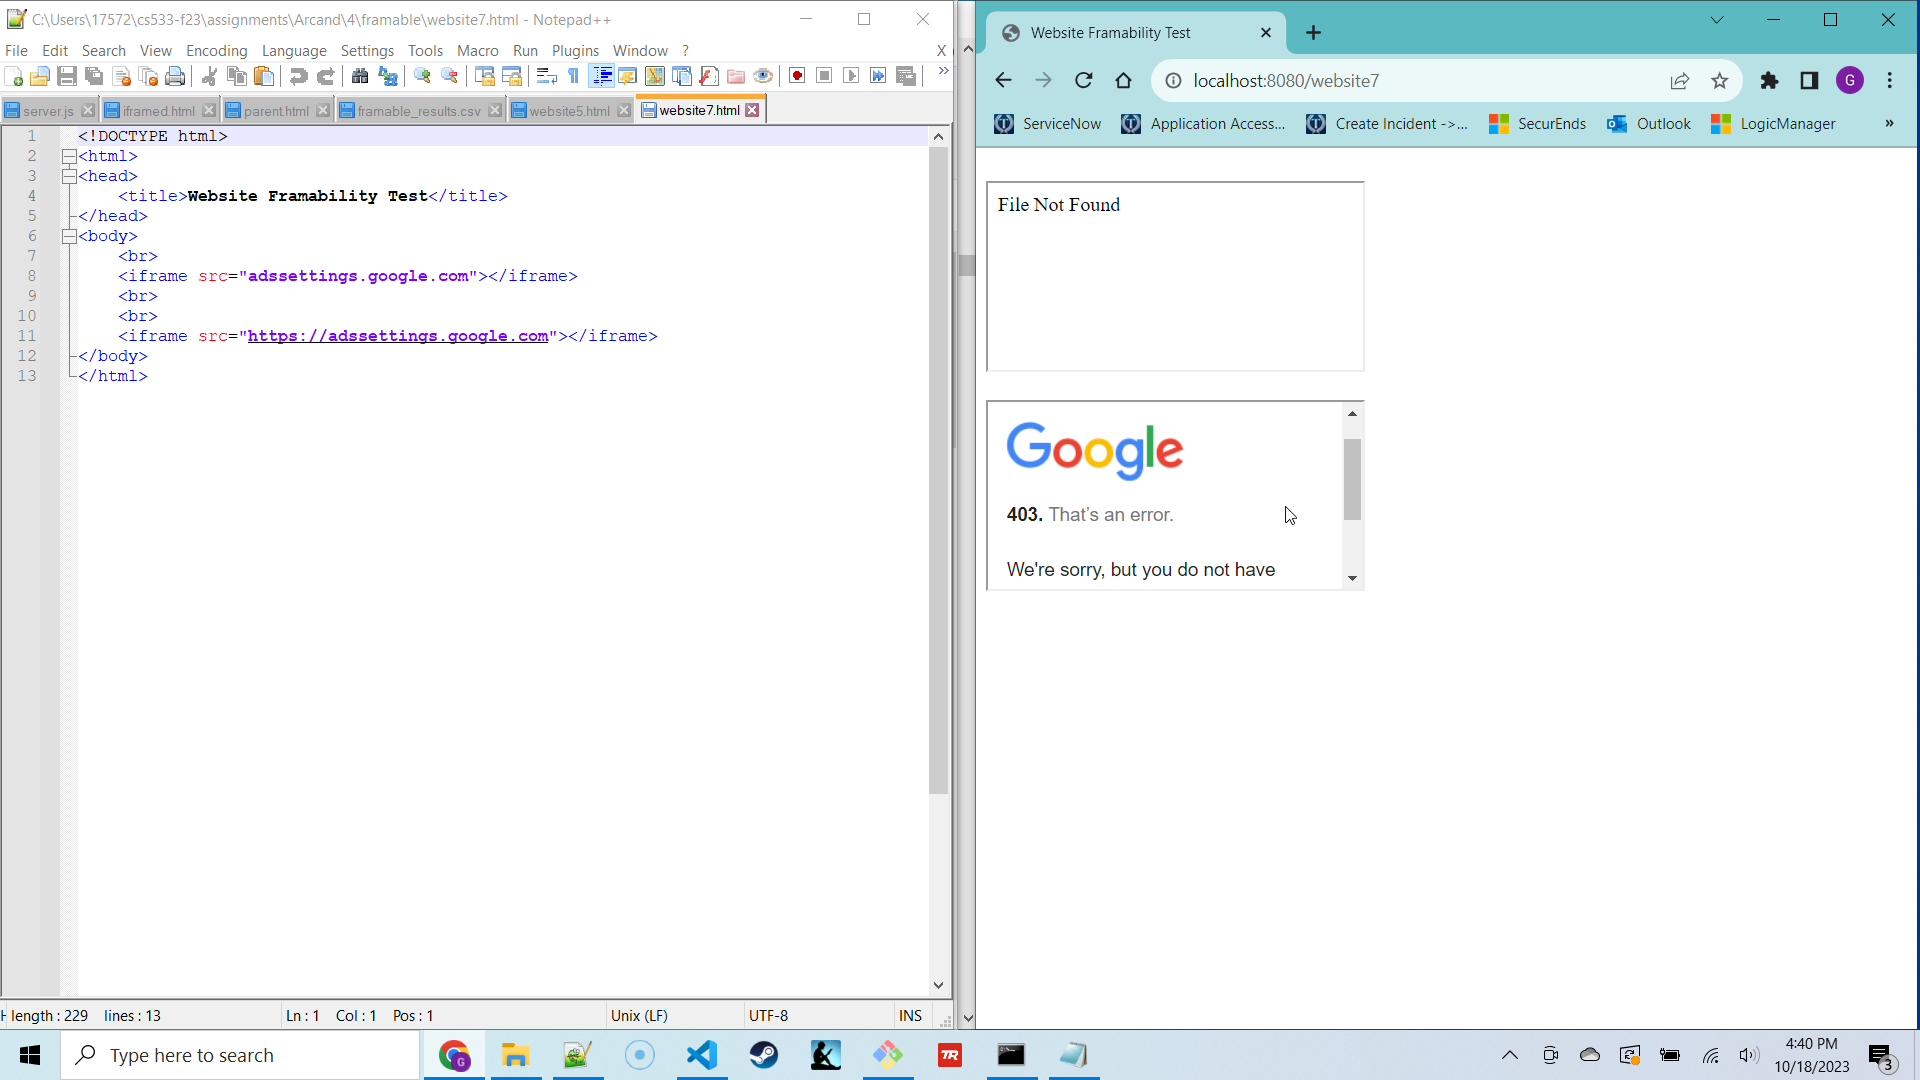 C:\Users\17572\cs533-f23\assignments\Arcand\4\framable\website7.html - Notepad++
File Edit Search View Encoding Language Settings Tools Macro Run Plugins Window ? X
server.js iframed.html parent.html framable_results.csv website5.html website7.html
1 <!DOCTYPE html>
2 <html>
3 <head>
4 <title>Website Framability Test</title>
5 </head>
6 <body>
7 <br>
8 <iframe src="adssettings.google.com"></iframe>
9 <br>
10 <br>
11 <iframe src="https://adssettings.google.com"></iframe>
12 </body>
13 </html>
length : 229 lines : 13 Ln : 1 Col : 1 Pos : 1 Unix (LF) UTF-8 INS
Website Framability Test
localhost:8080/website7
G
ServiceNow Application Access... Create Incident ->... SecurEnds Outlook LogicManager »
File Not Found
Google
403. That's an error.
We're sorry, but you do not have
Type here to search
G
TR
4:40 PM
10/18/2023
3